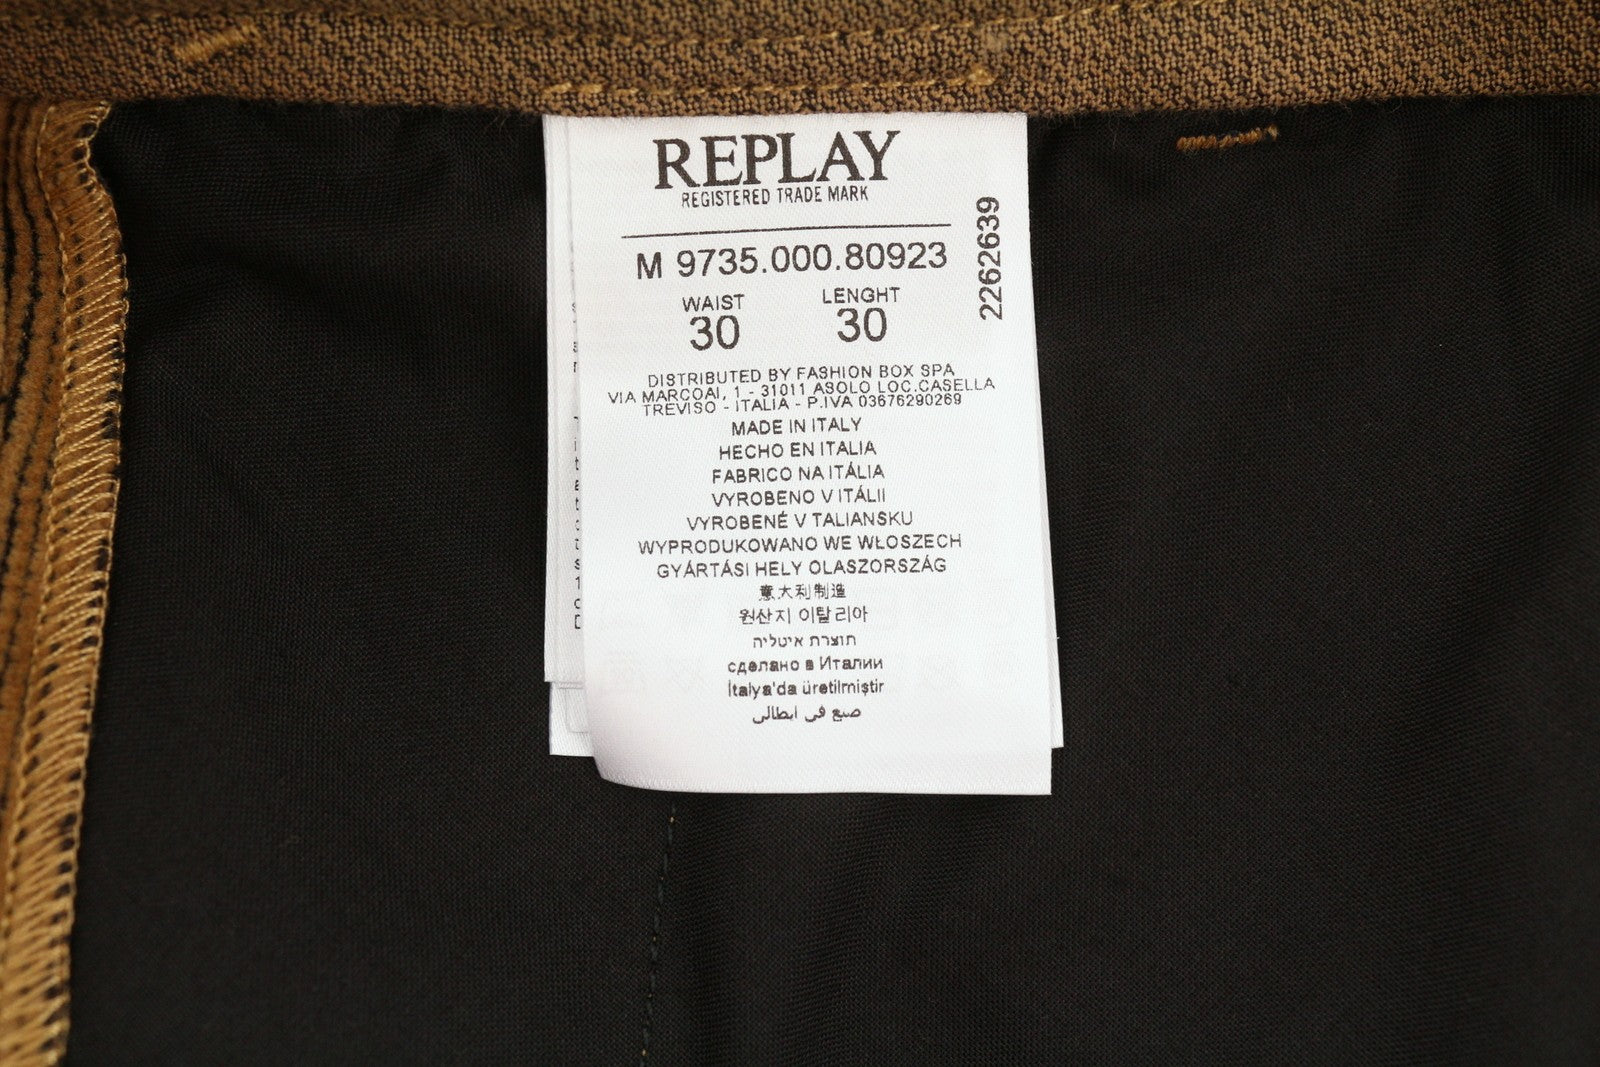 REPLAY
REGISTERED TRADE MARK
2262639
M 9735.000.80923
WAIST LENGHT
30 30
DISTRIBUTED BY FASHION BOX SPA
VIA MARCOAI, 1 - 31011 ASOLO LOC.CASELLA
TREVISO - ITALIA - P.IVA 03676290269
MADE IN ITALY
HECHO EN ITALIA
FABRICO NA ITÁLIA
VYROBENO V ITÁLII
VYROBENÉ V TALIANSKU
WYPRODUKOWANO WE WŁOSZECH
GYÁRTÁSI HELY OLASZORSZÁG
意大利制造
원산지 이탈리아
תוצרת איטליה
сделано в Италии
İtalya'da üretilmiştir
صنع في ايطالى